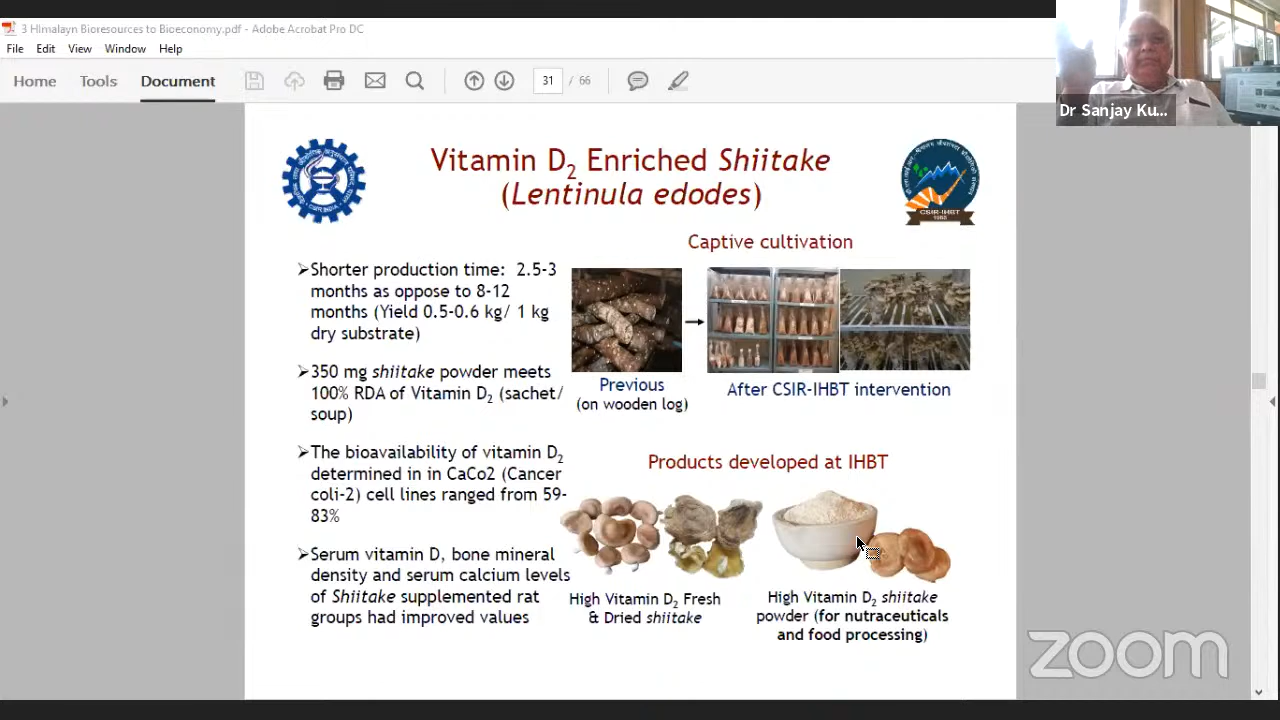 3 HImalayn Bioresources to Bioeconomy.pdf - Adobe Acrobat Pro DC
File Edit View Window Help
Home Tools Document 31 / 66
Dr Sanjay Ku...
Vitamin D2 Enriched Shiitake
(Lentinula edodes)
CSIR-IHBT
Captive cultivation
➢Shorter production time: 2.5-3
months as oppose to 8-12
months (Yield 0.5-0.6 kg/ 1 kg
dry substrate)
➢350 mg shiitake powder meets
100% RDA of Vitamin D2 (sachet/
soup)
➢The bioavailability of vitamin D2
determined in in CaCo2 (Cancer
coli-2) cell lines ranged from 59-
83%
➢Serum vitamin D, bone mineral
density and serum calcium levels
of Shiitake supplemented rat
groups had improved values
Previous
(on wooden log)
After CSIR-IHBT intervention
Products developed at IHBT
High Vitamin D2 Fresh
& Dried shiitake
High Vitamin D2 shiitake
powder (for nutraceuticals
and food processing)
zoom